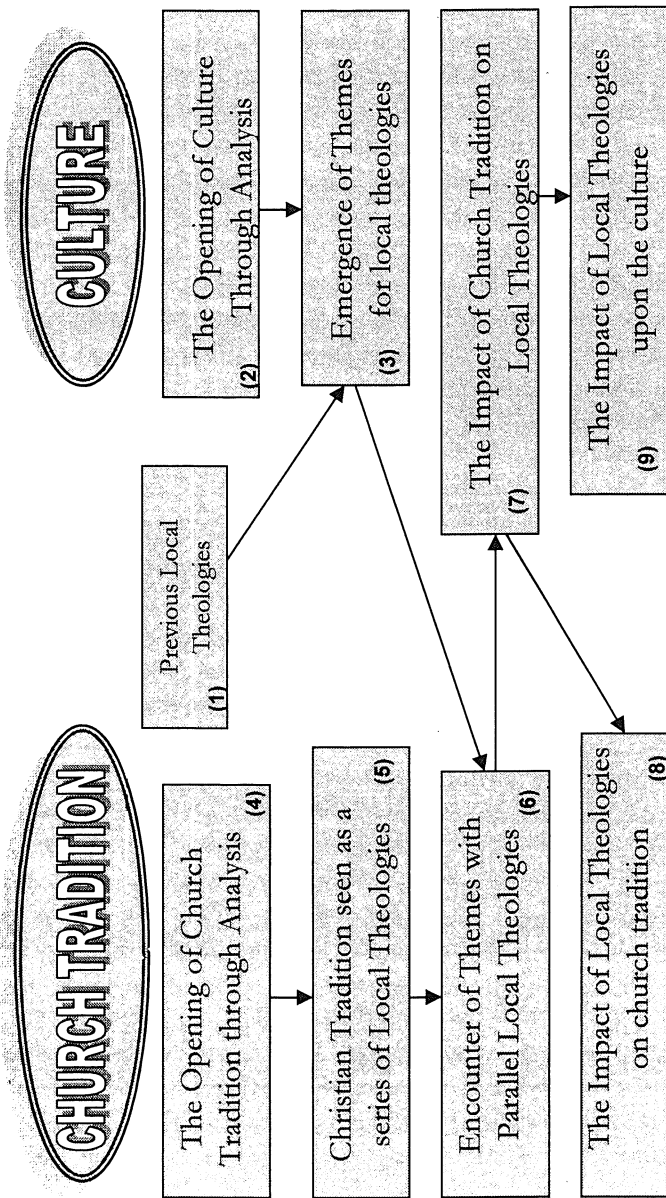 CHURCH TRADITION
CULTURE
Previous Local
Theologies
(1)
The Opening of Culture
Through Analysis
(2)
Emergence of Themes
for local theologies
(3)
The Opening of Church
Tradition through Analysis
(4)
Christian Tradition seen as a
series of Local Theologies
(5)
Encounter of Themes with
Parallel Local Theologies
(6)
The Impact of Church Tradition on
Local Theologies
(7)
The Impact of Local Theologies
on church tradition
(8)
The Impact of Local Theologies
upon the culture
(9)